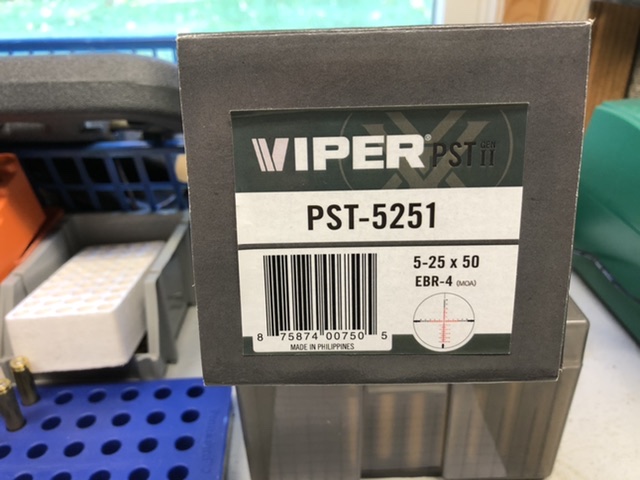 VIPER® PST GEN II
PST-5251
5-25 x 50
EBR-4 (MOA)
8 75874 00750 5
MADE IN PHILIPPINES